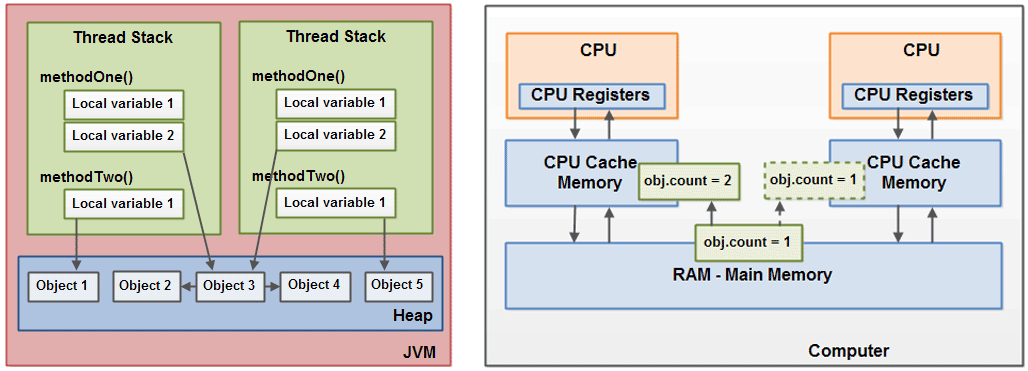 Thread Stack
methodOne()
Local variable 1
Local variable 2
methodTwo()
Local variable 1
Thread Stack
methodOne()
Local variable 1
Local variable 2
methodTwo()
Local variable 1
Object 1
Object 2
Object 3
Object 4
Object 5
Heap
JVM
CPU
CPU Registers
CPU Cache
Memory
obj.count = 2
CPU
CPU Registers
CPU Cache
Memory
obj.count = 1
obj.count = 1
RAM - Main Memory
Computer